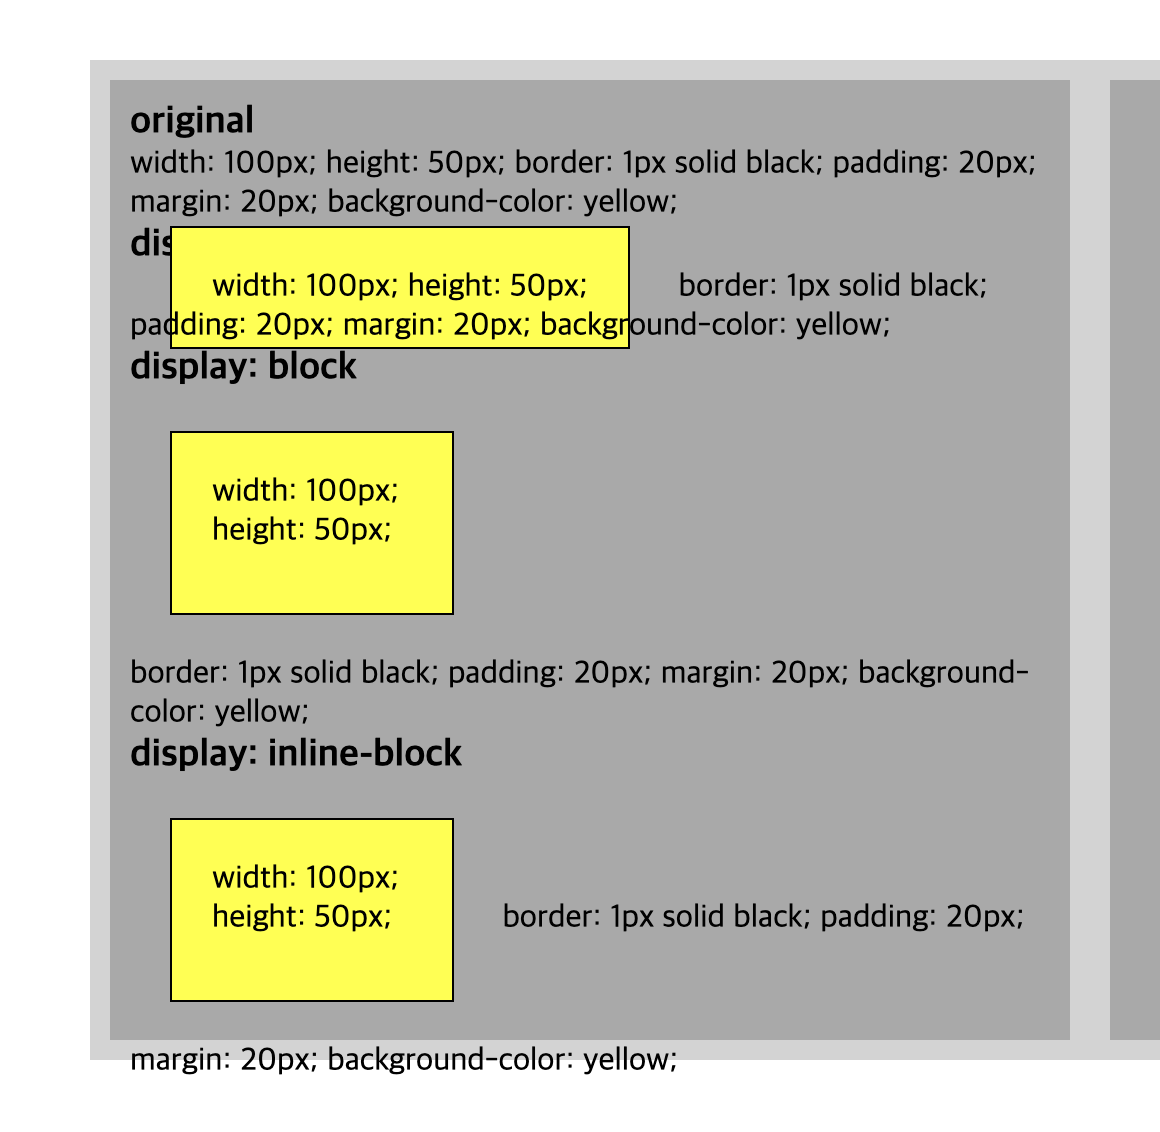 original
width: 100px; height: 50px; border: 1px solid black; padding: 20px;
margin: 20px; background-color: yellow;
dis
width: 100px; height: 50px; border: 1px solid black;
padding: 20px; margin: 20px; background-color: yellow;
display: block
width: 100px;
height: 50px;
border: 1px solid black; padding: 20px; margin: 20px; background-
color: yellow;
display: inline-block
width: 100px;
height: 50px; border: 1px solid black; padding: 20px;
margin: 20px; background-color: yellow;